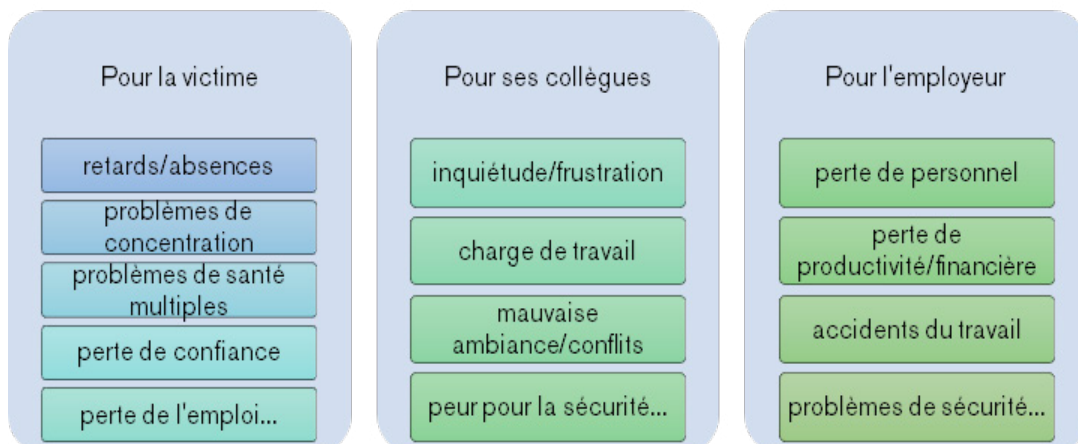 Pour la victime
retards/absences
problèmes de
concentration
problèmes de santé
multiples
perte de confiance
perte de l'emploi...
Pour ses collègues
inquiétude/frustration
charge de travail
mauvaise
ambiance/conflits
peur pour la sécurité...
Pour l'employeur
perte de personnel
perte de
productivité/financière
accidents du travail
problèmes de sécurité...